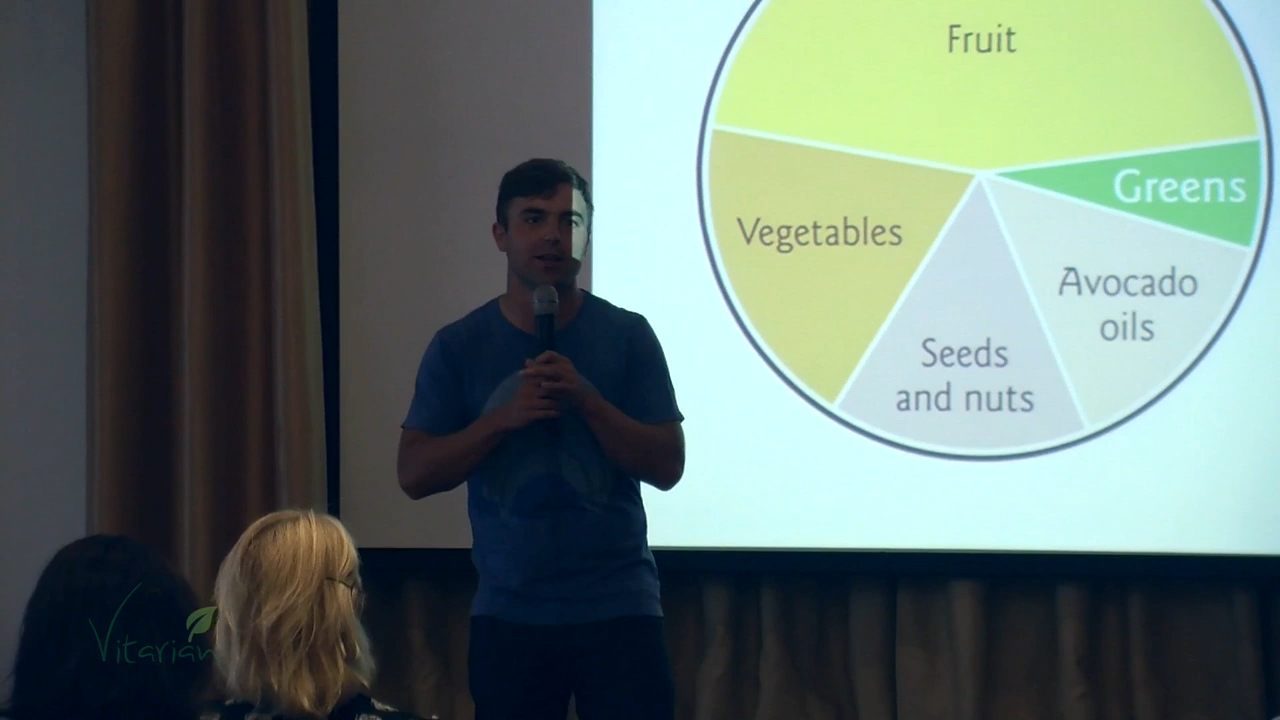 Fruit
Greens
Vegetables
Avocado
oils
Seeds
and nuts
Vitarian